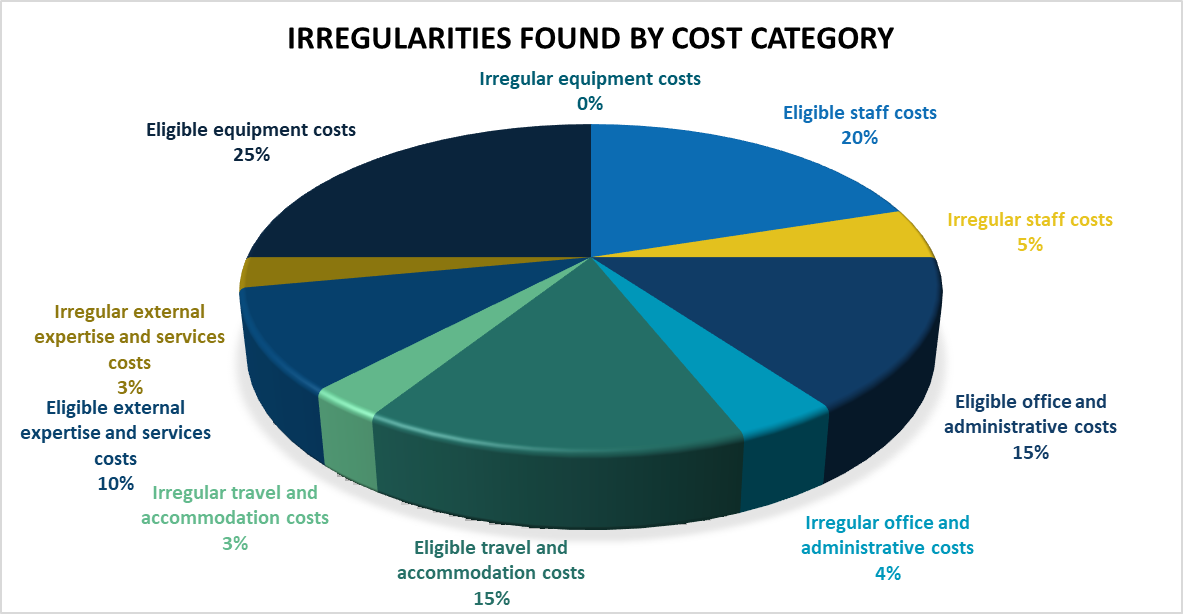 IRREGULARITIES FOUND BY COST CATEGORY
Irregular equipment costs
0%
Eligible staff costs
20%
Irregular staff costs
5%
Eligible office and
administrative costs
15%
Irregular office and
administrative costs
4%
Eligible travel and
accommodation costs
15%
Irregular travel and
accommodation costs
3%
Eligible external
expertise and services
costs
10%
Irregular external
expertise and services
costs
3%
Eligible equipment costs
25%